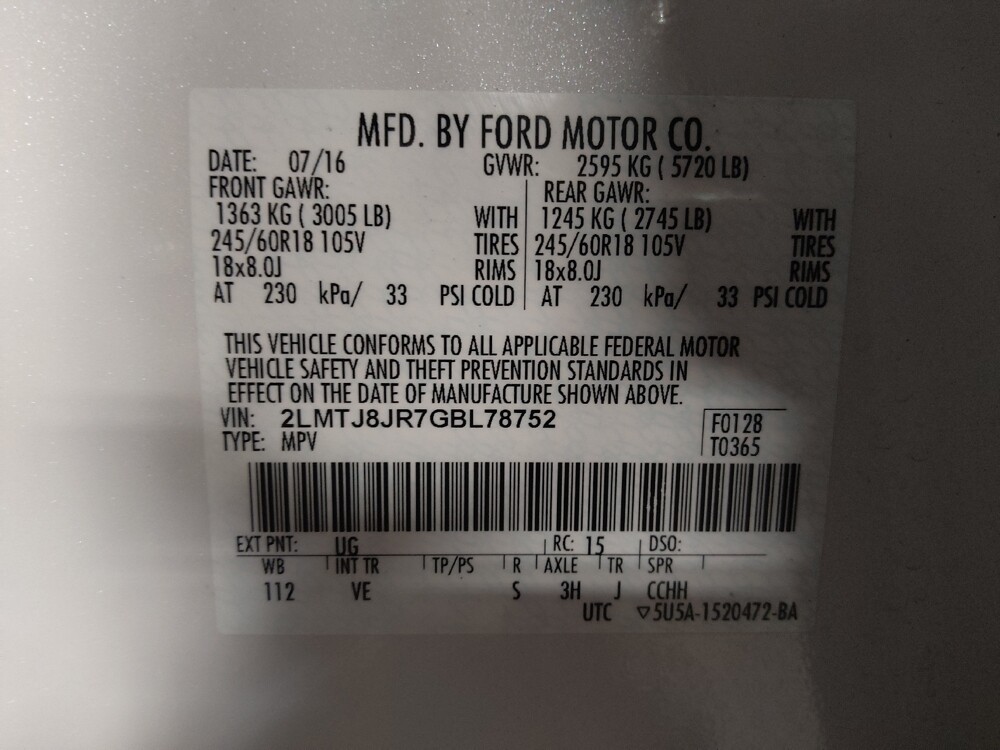 MFD. BY FORD MOTOR CO.
DATE: 07/16 GVWR: 2595 KG ( 5720 LB)
FRONT GAWR: REAR GAWR:
1363 KG ( 3005 LB) WITH 1245 KG ( 2745 LB) WITH
245/60R18 105V TIRES 245/60R18 105V TIRES
18x8.0J RIMS 18x8.0J RIMS
AT 230 kPa/ 33 PSI COLD AT 230 kPa/ 33 PSI COLD
THIS VEHICLE CONFORMS TO ALL APPLICABLE FEDERAL MOTOR
VEHICLE SAFETY AND THEFT PREVENTION STANDARDS IN
EFFECT ON THE DATE OF MANUFACTURE SHOWN ABOVE.
VIN: 2LMTJ8JR7GBL78752 F0128
TYPE: MPV T0365
EXT PNT: UG RC: 15 DSO:
WB INT TR TP/PS R AXLE TR SPR
112 VE S 3H J CCHH
UTC ▽5U5A-1520472-BA